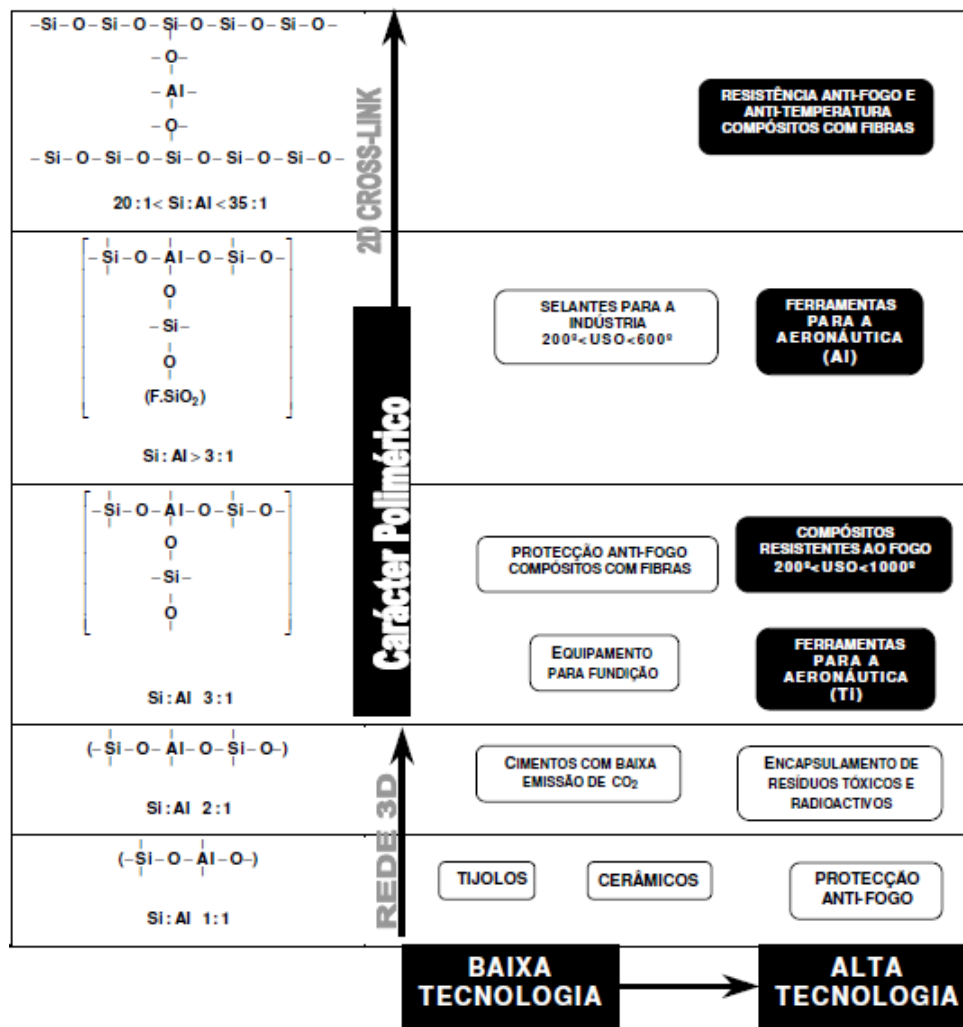 –Si–O–Si–O–Si–O–Si–O–Si–O–
–O–
–Al–
–O–
–Si–O–Si–O–Si–O–Si–O–Si–O–
20:1< Si:Al <35:1
2D CROSS-LINK
RESISTÊNCIA ANTI-FOGO E
ANTI-TEMPERATURA
COMPÓSITOS COM FIBRAS
–Si–O–Al–O–Si–O–
O
–Si–
O
(F.SiO₂)
Si:Al > 3:1
SELANTES PARA A
INDÚSTRIA
200º<USO<600º
FERRAMENTAS
PARA A
AERONÁUTICA
(Al)
Carácter Polimérico
–Si–O–Al–O–Si–O–
O
–Si–
O
Si:Al 3:1
PROTECÇÃO ANTI-FOGO
COMPÓSITOS COM FIBRAS
COMPÓSITOS
RESISTENTES AO FOGO
200º<USO<1000º
EQUIPAMENTO
PARA FUNDIÇÃO
FERRAMENTAS
PARA A
AERONÁUTICA
(TI)
(–Si–O–Al–O–Si–O–)
Si:Al 2:1
REDE 3D
CIMENTOS COM BAIXA
EMISSÃO DE CO₂
ENCAPSULAMENTO DE
RESÍDUOS TÓXICOS E
RADIOACTIVOS
(–Si–O–Al–O–)
Si:Al 1:1
TIJOLOS
CERÂMICOS
PROTECÇÃO
ANTI-FOGO
BAIXA
TECNOLOGIA
ALTA
TECNOLOGIA